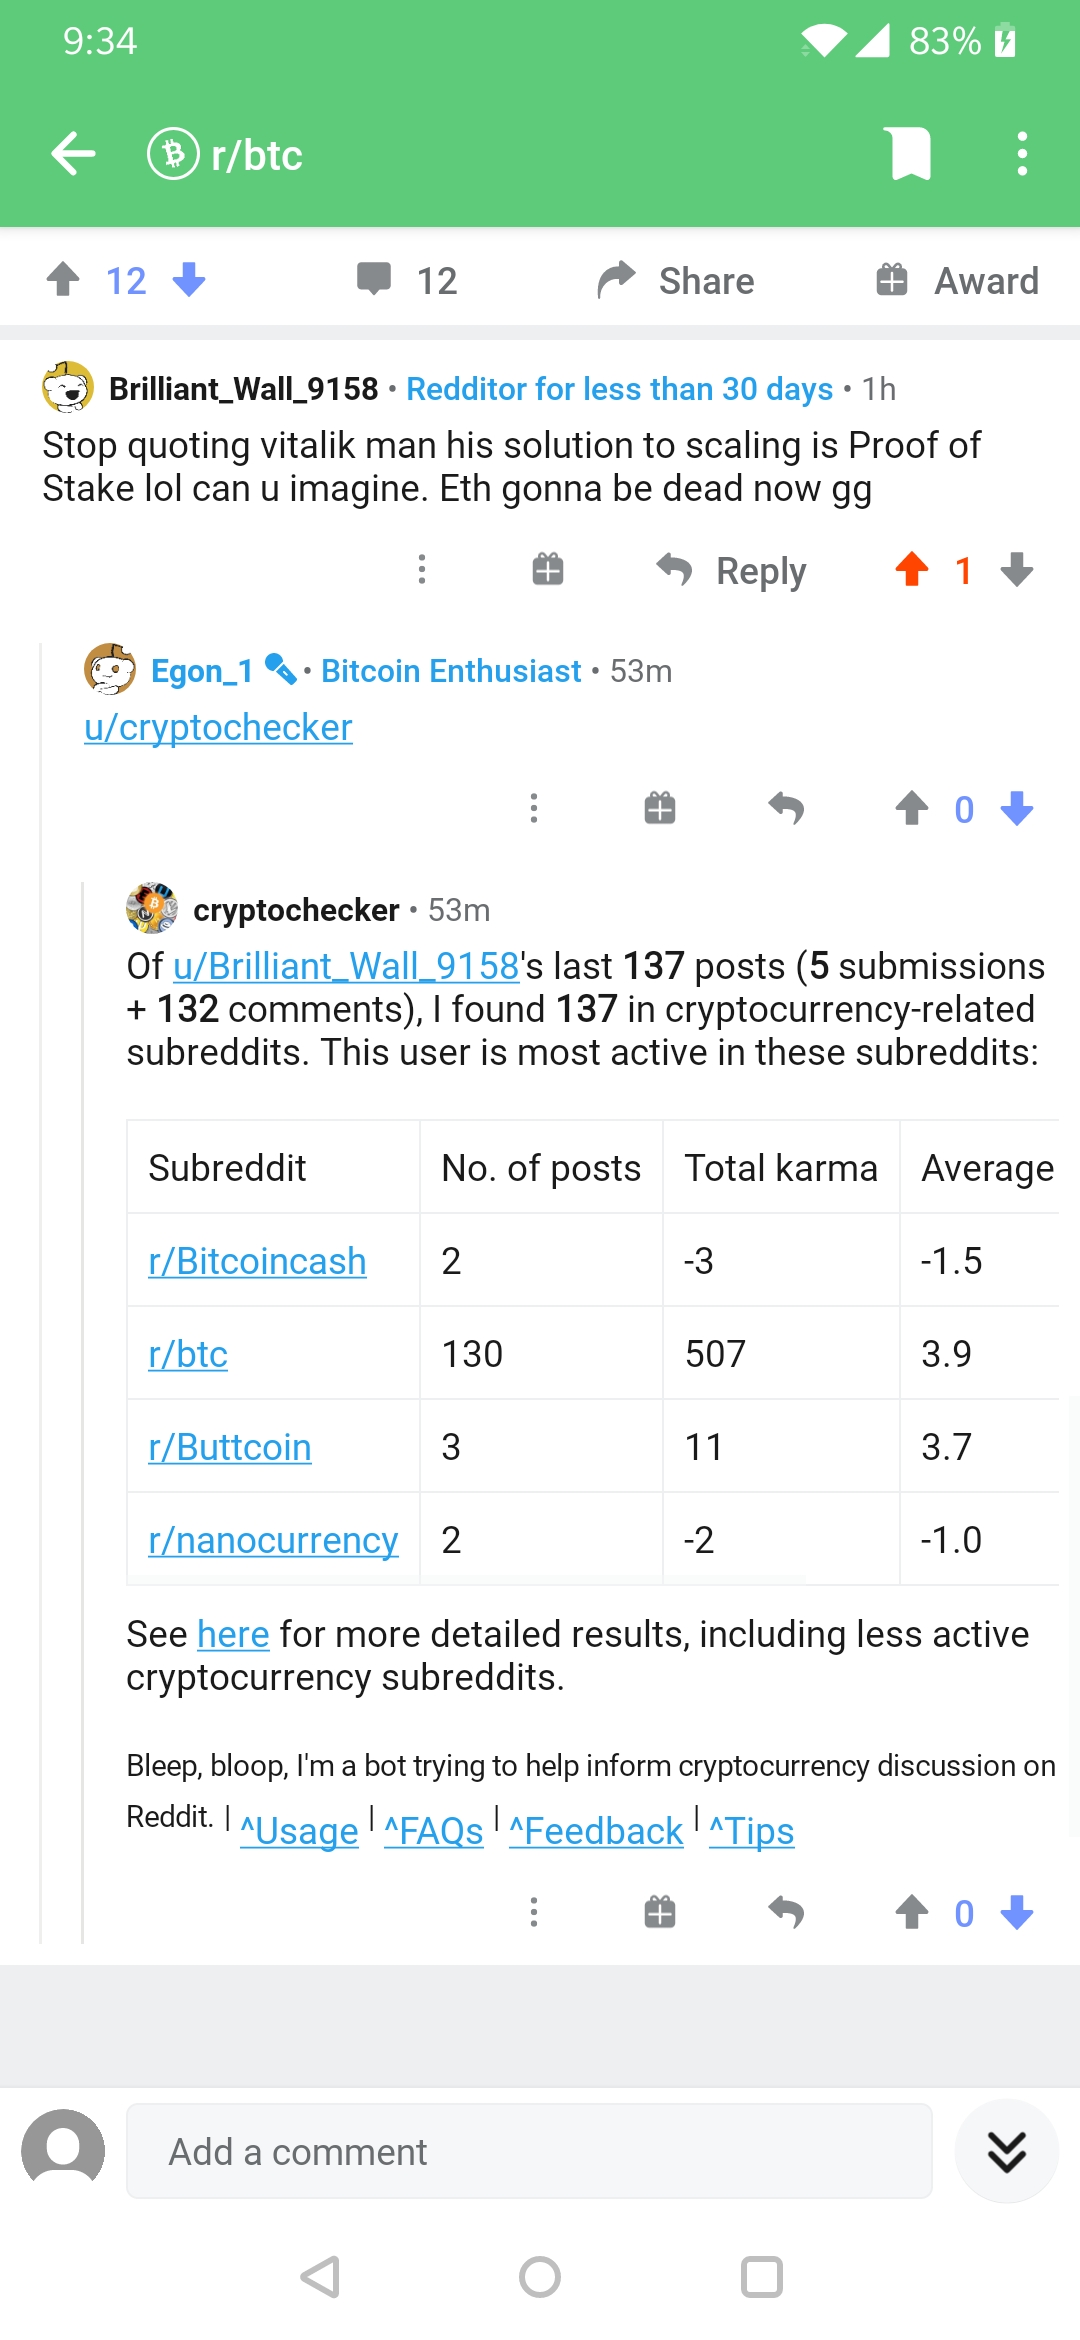 9:34
83%
r/btc
12 12 Share Award
Brilliant_Wall_9158 • Redditor for less than 30 days • 1h
Stop quoting vitalik man his solution to scaling is Proof of
Stake lol can u imagine. Eth gonna be dead now gg
Reply 1
Egon_1 • Bitcoin Enthusiast • 53m
u/cryptochecker
0
cryptochecker • 53m
Of u/Brilliant_Wall_9158's last 137 posts (5 submissions
+ 132 comments), I found 137 in cryptocurrency-related
subreddits. This user is most active in these subreddits:
Subreddit No. of posts Total karma Average
r/Bitcoincash 2 -3 -1.5
r/btc 130 507 3.9
r/Buttcoin 3 11 3.7
r/nanocurrency 2 -2 -1.0
See here for more detailed results, including less active
cryptocurrency subreddits.
Bleep, bloop, I'm a bot trying to help inform cryptocurrency discussion on
Reddit. | ^Usage | ^FAQs | ^Feedback | ^Tips
0
Add a comment